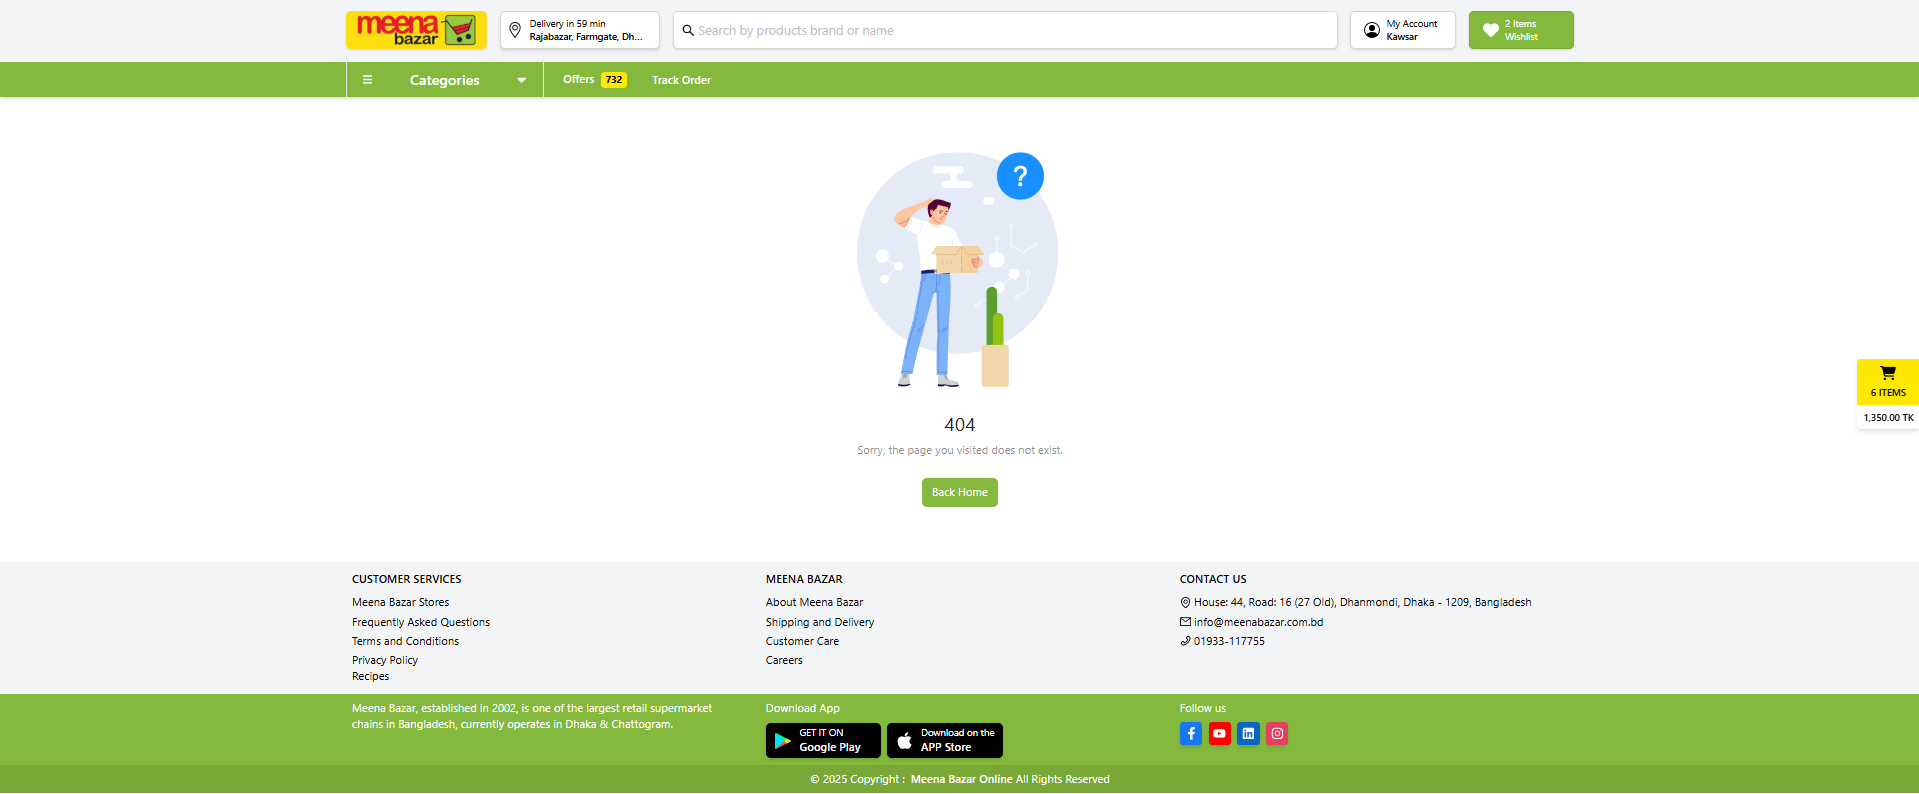 meena
bazar
Delivery in 59 min
Rajabazar, Farmgate, Dh...
Search by products brand or name
My Account
Kawsar
2 Items
Wishlist
Categories
Offers 732
Track Order
?
6 ITEMS
1,350.00 TK
404
Sorry, the page you visited does not exist.
Back Home
CUSTOMER SERVICES
Meena Bazar Stores
Frequently Asked Questions
Terms and Conditions
Privacy Policy
Recipes
MEENA BAZAR
About Meena Bazar
Shipping and Delivery
Customer Care
Careers
CONTACT US
House: 44, Road: 16 (27 Old), Dhanmondi, Dhaka - 1209, Bangladesh
info@meenabazar.com.bd
01933-117755
Meena Bazar, established in 2002, is one of the largest retail supermarket
chains in Bangladesh, currently operates in Dhaka & Chattogram.
Download App
GET IT ON
Google Play
Download on the
APP Store
Follow us
© 2025 Copyright : Meena Bazar Online All Rights Reserved